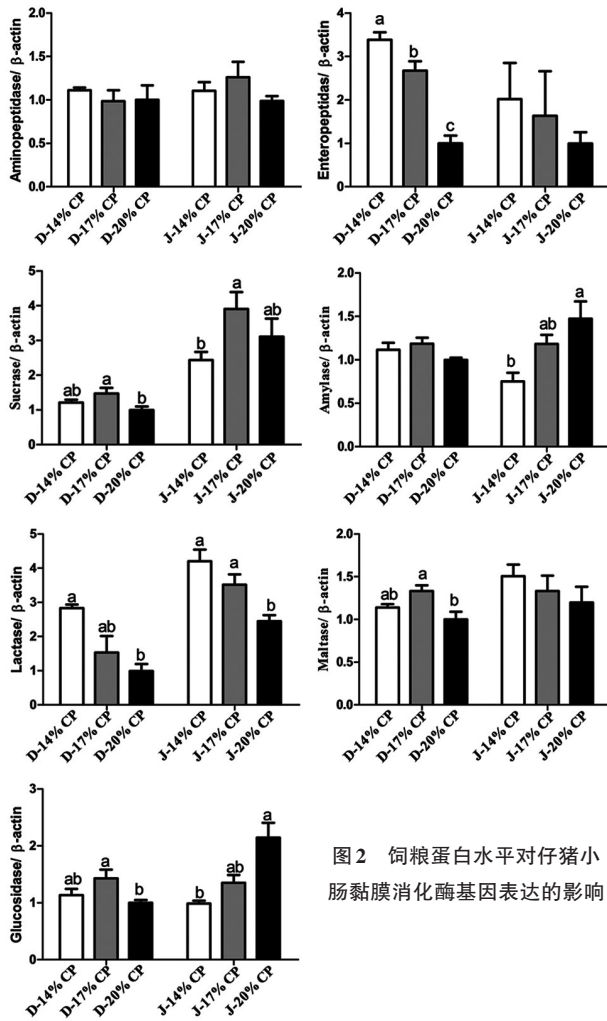 Aminopeptidase/ β-actin
2.0
1.5
1.0
0.5
0.0
D-14% CP
D-17% CP
D-20% CP
J-14% CP
J-17% CP
J-20% CP
Enteropeptidas/ β-actin
4
3
2
1
0
a
b
c
D-14% CP
D-17% CP
D-20% CP
J-14% CP
J-17% CP
J-20% CP
Sucrase/ β-actin
5
4
3
2
1
0
ab
a
b
b
a
ab
D-14% CP
D-17% CP
D-20% CP
J-14% CP
J-17% CP
J-20% CP
Amylase/ β-actin
2.0
1.5
1.0
0.5
0.0
b
ab
a
D-14% CP
D-17% CP
D-20% CP
J-14% CP
J-17% CP
J-20% CP
Lactase/ β-actin
5
4
3
2
1
0
a
ab
b
a
a
b
D-14% CP
D-17% CP
D-20% CP
J-14% CP
J-17% CP
J-20% CP
Maltase/ β-actin
2.0
1.5
1.0
0.5
0.0
ab
a
b
D-14% CP
D-17% CP
D-20% CP
J-14% CP
J-17% CP
J-20% CP
Glucosidase/ β-actin
3
2
1
0
ab
a
b
b
ab
a
D-14% CP
D-17% CP
D-20% CP
J-14% CP
J-17% CP
J-20% CP
图2 饲粮蛋白水平对仔猪小
肠黏膜消化酶基因表达的影响